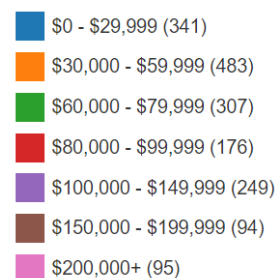 $0 - $29,999 (341)
$30,000 - $59,999 (483)
$60,000 - $79,999 (307)
$80,000 - $99,999 (176)
$100,000 - $149,999 (249)
$150,000 - $199,999 (94)
$200,000+ (95)